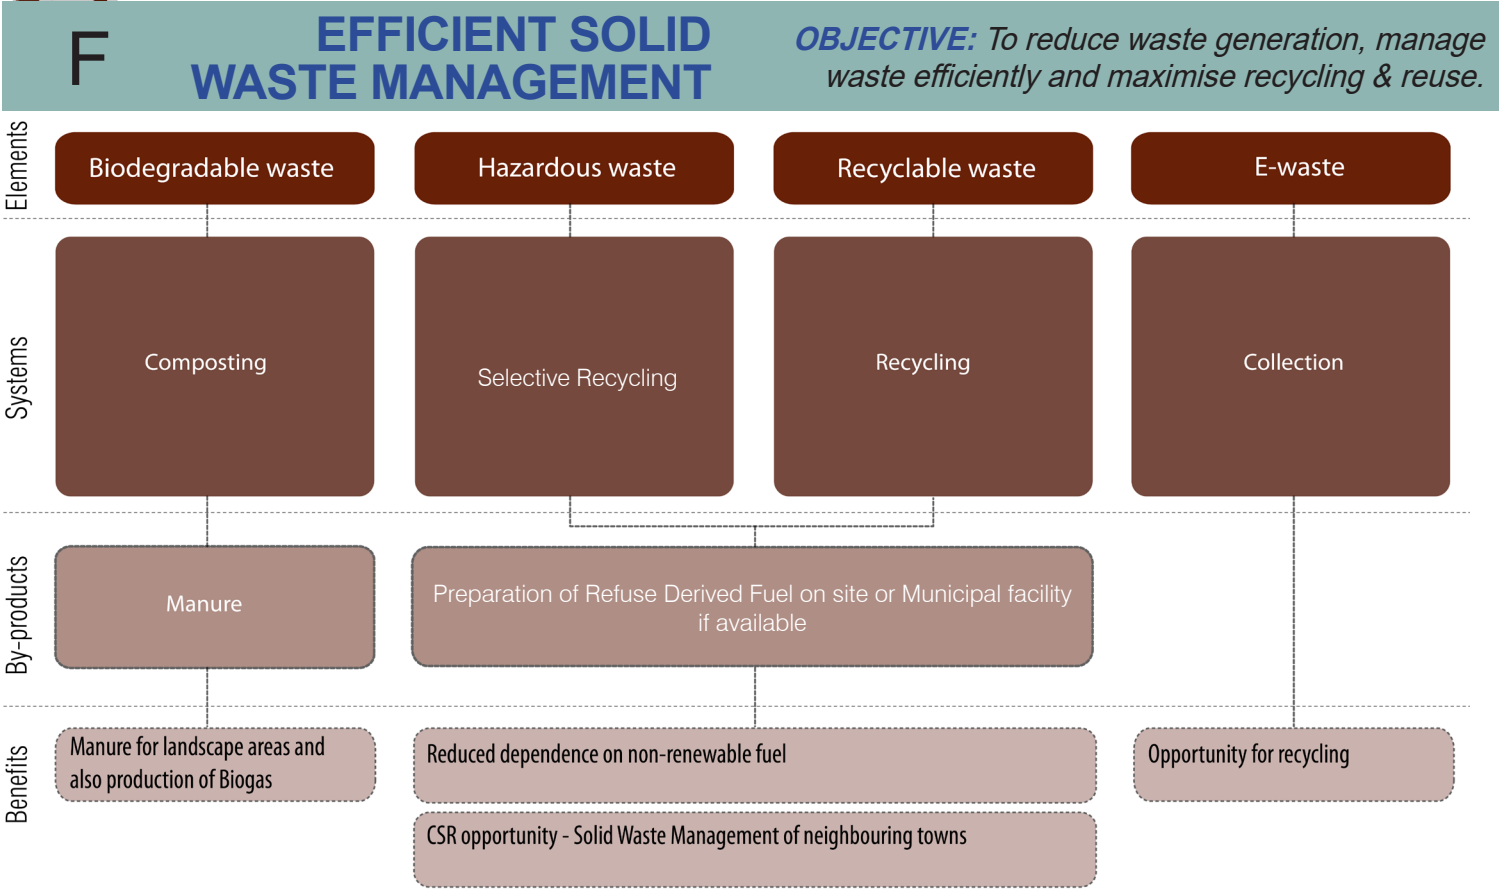 F
EFFICIENT SOLID
WASTE MANAGEMENT
OBJECTIVE: To reduce waste generation, manage
waste efficiently and maximise recycling & reuse.
Elements
Biodegradable waste
Hazardous waste
Recyclable waste
E-waste
Systems
Composting
Selective Recycling
Recycling
Collection
By-products
Manure
Preparation of Refuse Derived Fuel on site or Municipal facility
if available
Benefits
Manure for landscape areas and
also production of Biogas
Reduced dependence on non-renewable fuel
Opportunity for recycling
CSR opportunity - Solid Waste Management of neighbouring towns